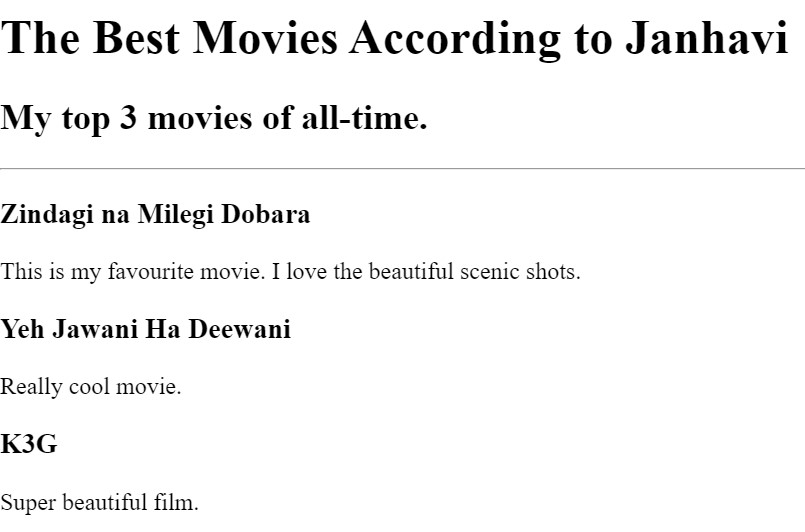 The Best Movies According to Janhavi
My top 3 movies of all-time.
Zindagi na Milegi Dobara
This is my favourite movie. I love the beautiful scenic shots.
Yeh Jawani Ha Deewani
Really cool movie.
K3G
Super beautiful film.